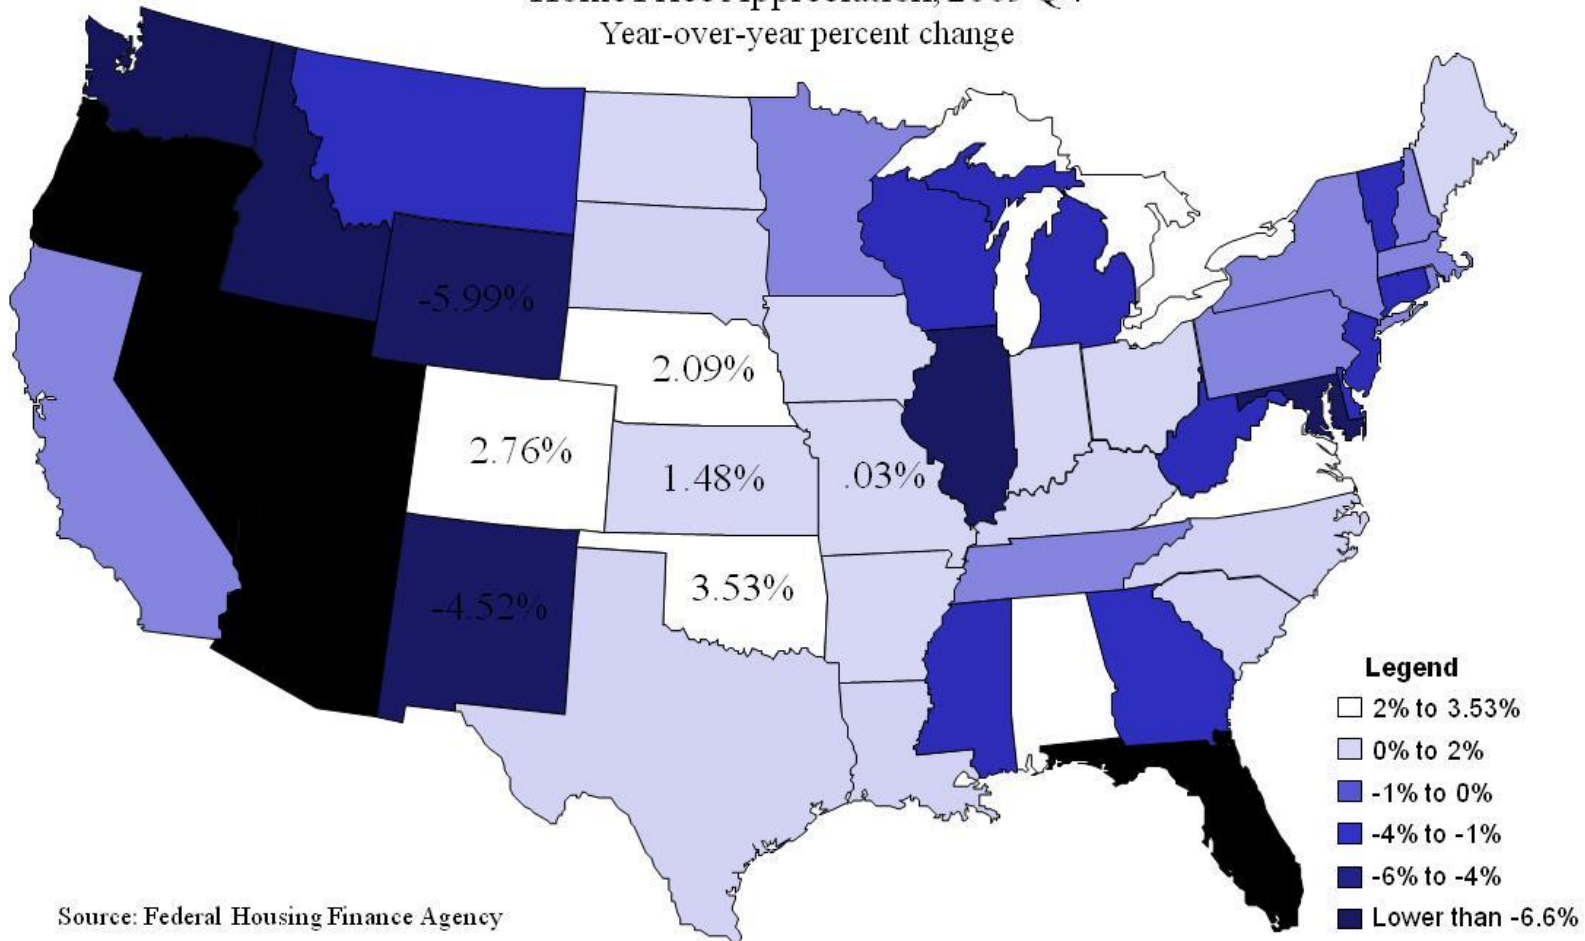 Year-over-year percent change
-5.99%
2.09%
2.76%
1.48%
.03%
3.53%
-4.52%
Legend
2% to 3.53%
0% to 2%
-1% to 0%
-4% to -1%
-6% to -4%
Lower than -6.6%
Source: Federal Housing Finance Agency